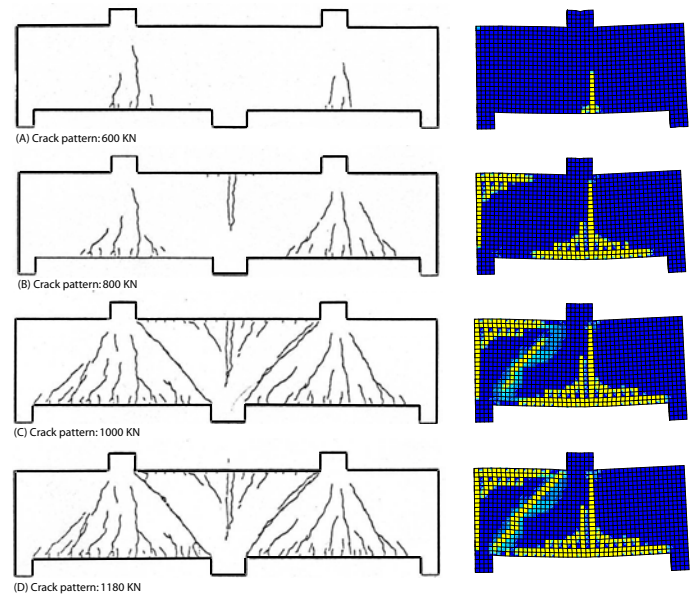 (A) Crack pattern: 600 KN
(B) Crack pattern: 800 KN
(C) Crack pattern: 1000 KN
(D) Crack pattern: 1180 KN